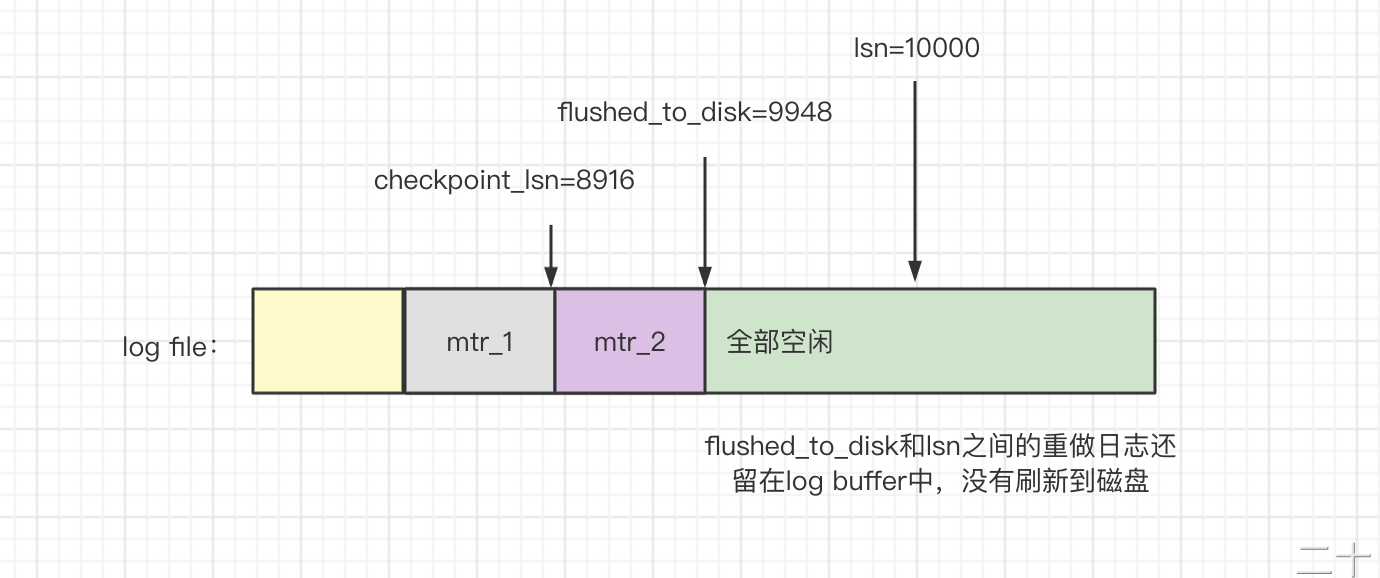 lsn=10000
flushed_to_disk=9948
checkpoint_lsn=8916
log file：
mtr_1
mtr_2
全部空闲
flushed_to_disk和lsn之间的重做日志还
留在log buffer中，没有刷新到磁盘
二十